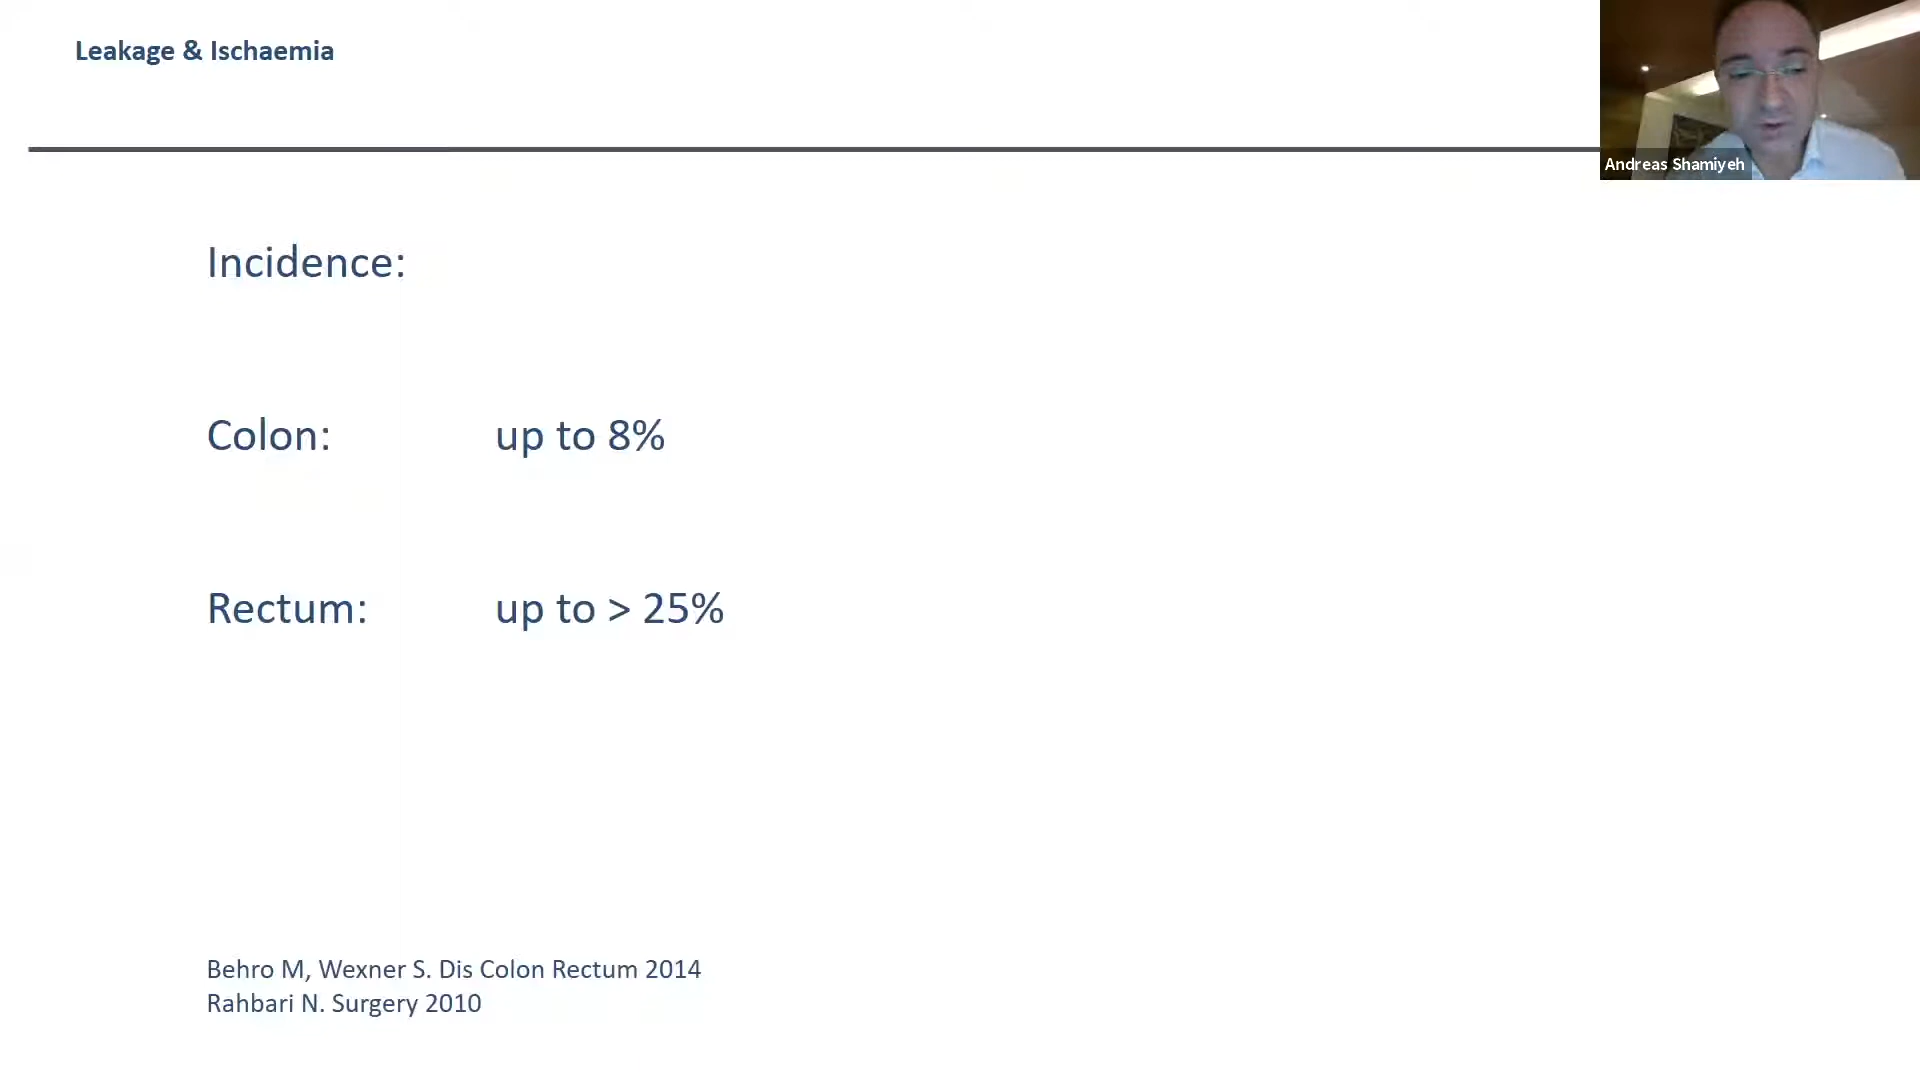 Leakage & Ischaemia
Andreas Shamiyeh
Incidence:
Colon: up to 8%
Rectum: up to > 25%
Behro M, Wexner S. Dis Colon Rectum 2014
Rahbari N. Surgery 2010